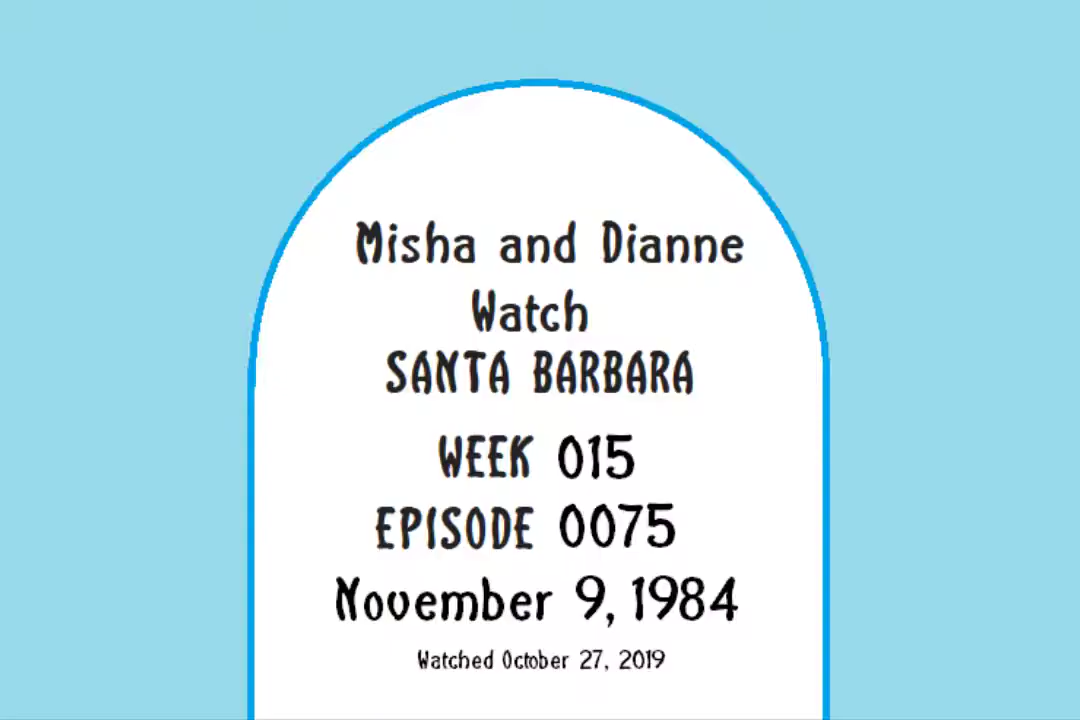 Misha and Dianne
Watch
SANTA BARBARA
WEEK 015
EPISODE 0075
November 9, 1984
Watched October 27, 2019